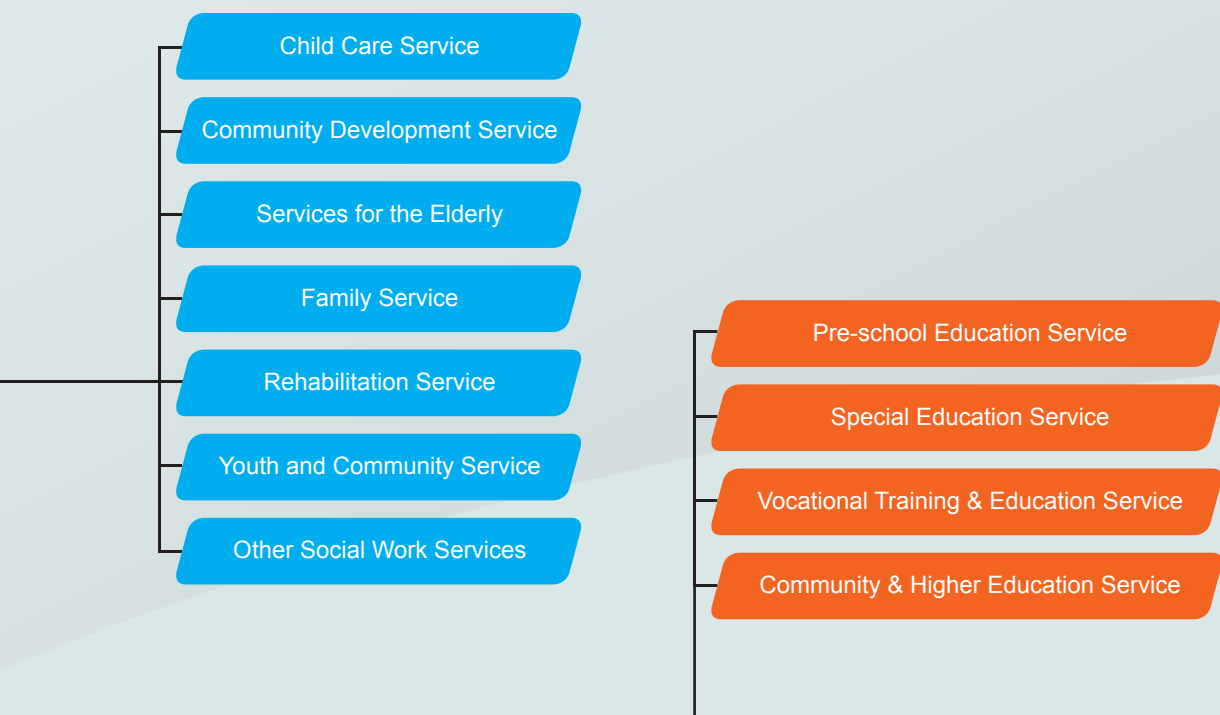 Child Care Service
Community Development Service
Services for the Elderly
Family Service
Rehabilitation Service
Youth and Community Service
Other Social Work Services
Pre-school Education Service
Special Education Service
Vocational Training & Education Service
Community & Higher Education Service